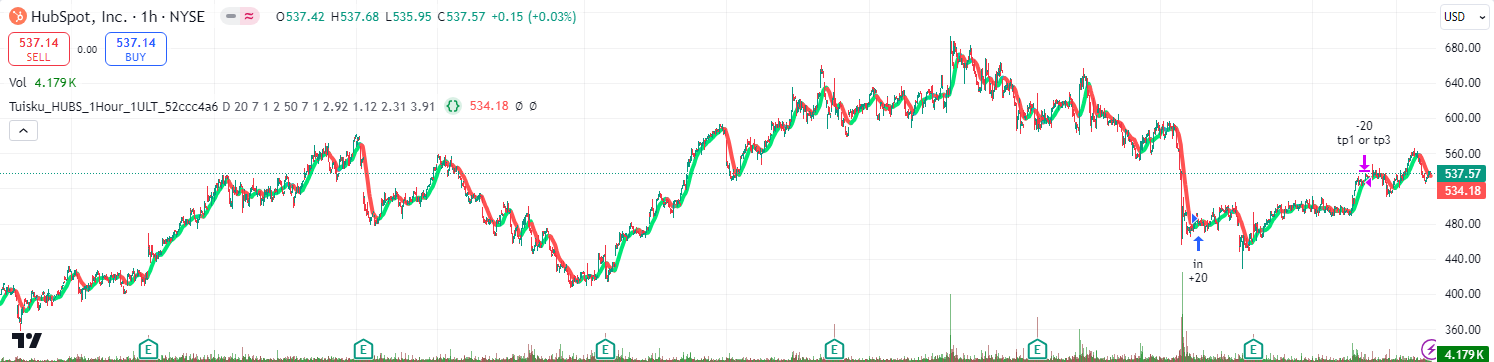 HubSpot, Inc. · 1h · NYSE
O537.42 H537.68 L535.95 C537.57 +0.15 (+0.03%)
USD
537.14
SELL
0.00
537.14
BUY
Vol 4.179 K
Tuisku_HUBS_1Hour_1ULT_52ccc4a6 D 20 7 1 2 50 7 1 2.92 1.12 2.31 3.91 {} 534.18 Ø Ø
680.00
640.00
600.00
560.00
537.57
534.18
480.00
440.00
400.00
360.00
4.179 K
-20
tp1 or tp3
in
+20
E
E
E
E
E
E